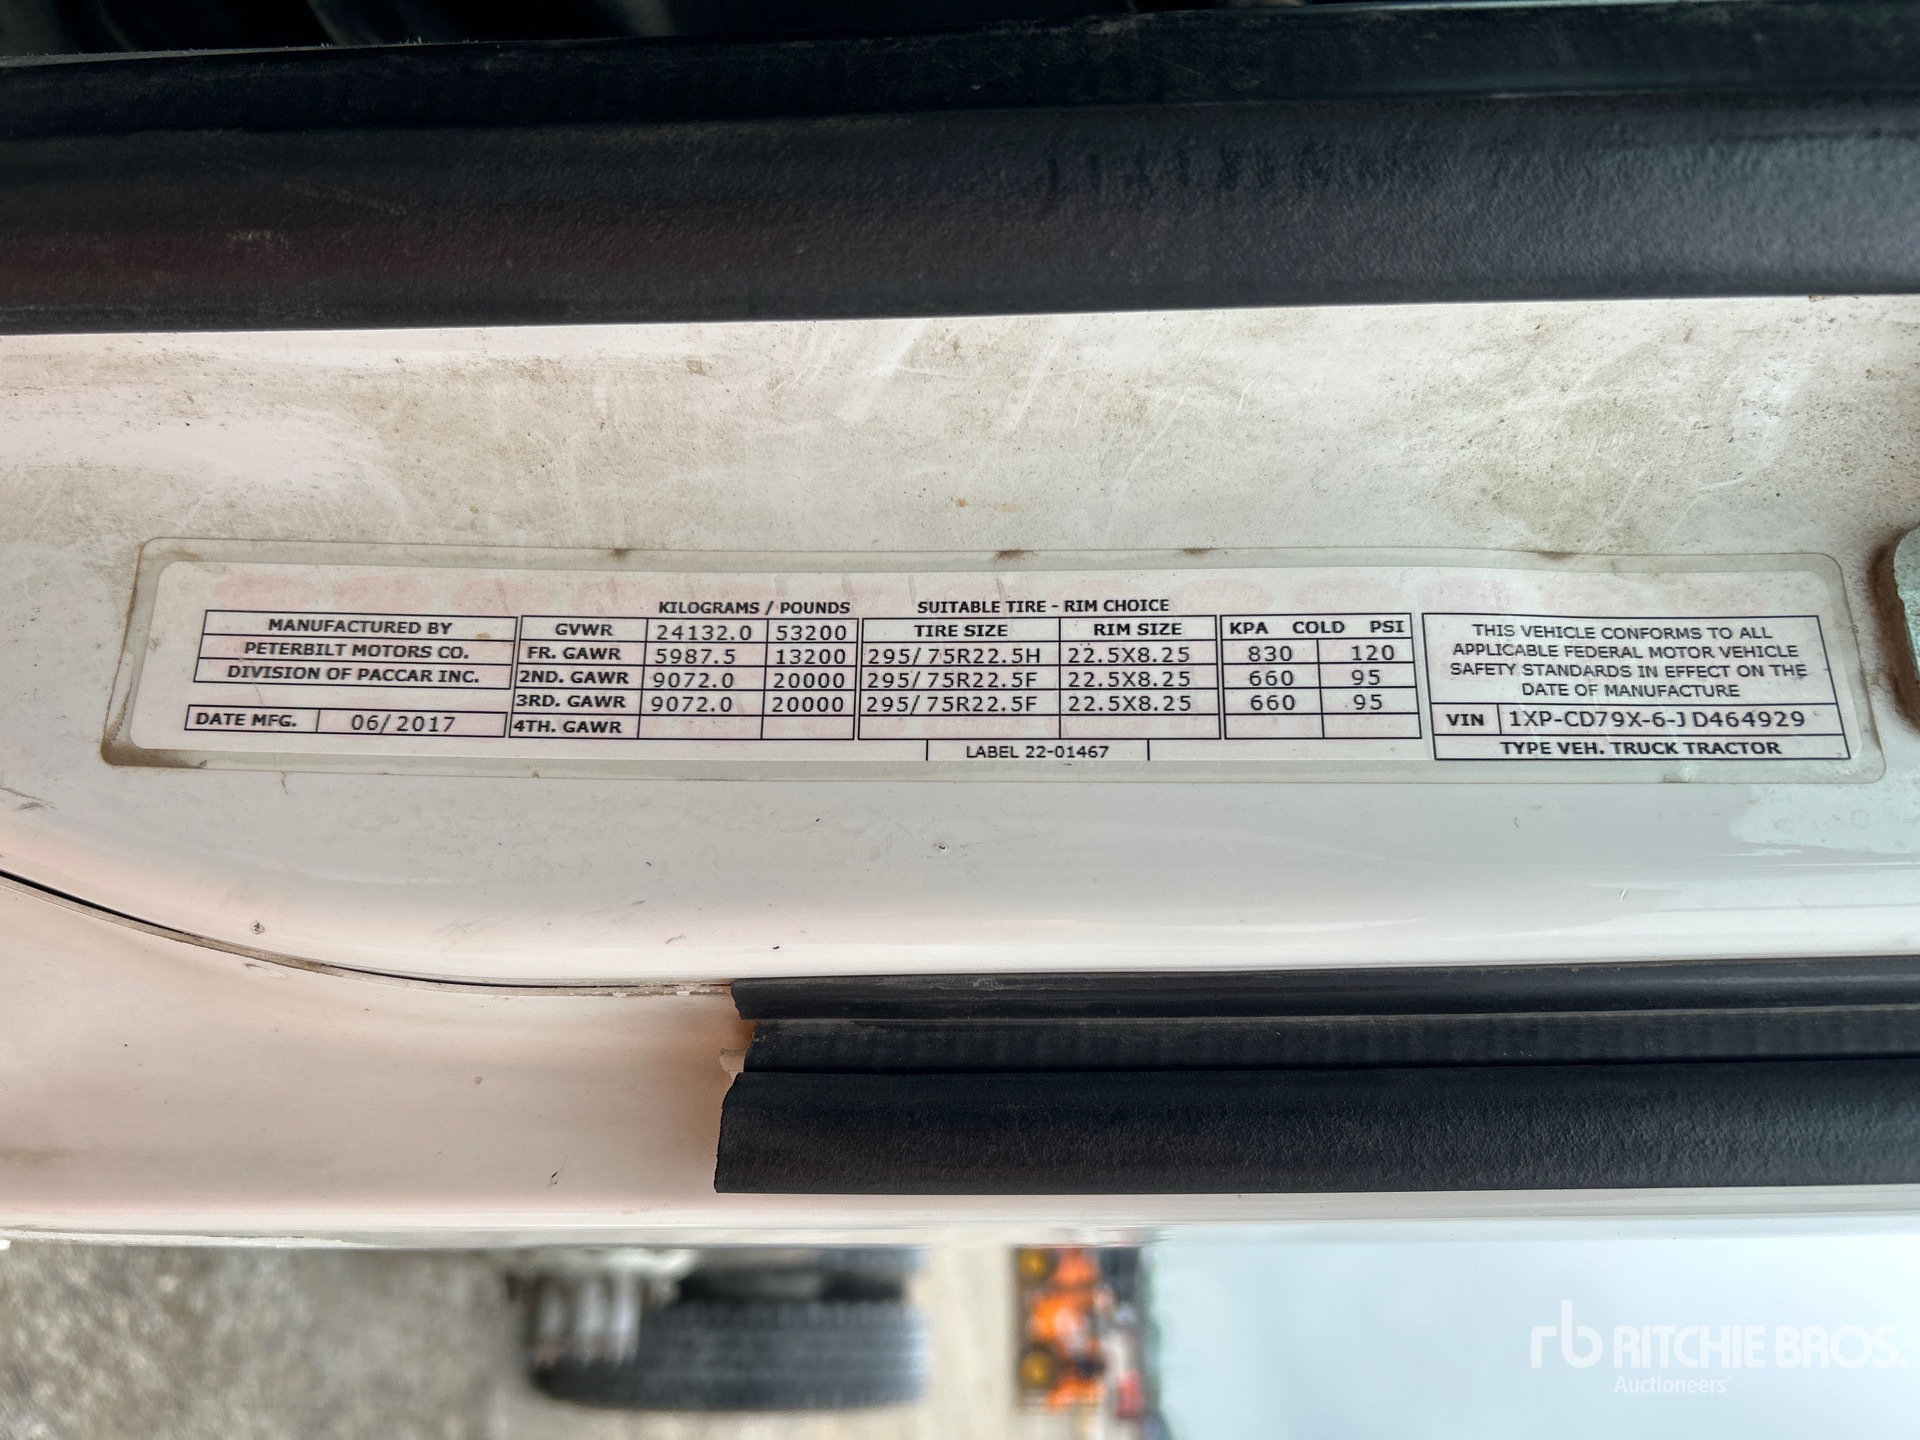 KILOGRAMS / POUNDS SUITABLE TIRE - RIM CHOICE
MANUFACTURED BY
PETERBILT MOTORS CO.
DIVISION OF PACCAR INC.
DATE MFG. 06/2017
GVWR 24132.0 53200 TIRE SIZE RIM SIZE KPA COLD PSI
FR. GAWR 5987.5 13200 295/75R22.5H 22.5X8.25 830 120
2ND. GAWR 9072.0 20000 295/75R22.5F 22.5X8.25 660 95
3RD. GAWR 9072.0 20000 295/75R22.5F 22.5X8.25 660 95
4TH. GAWR
LABEL 22-01467
THIS VEHICLE CONFORMS TO ALL
APPLICABLE FEDERAL MOTOR VEHICLE
SAFETY STANDARDS IN EFFECT ON THE
DATE OF MANUFACTURE
VIN 1XP-CD79X-6-JD464929
TYPE VEH. TRUCK TRACTOR
rb RITCHIE BROS.
Auctioneers